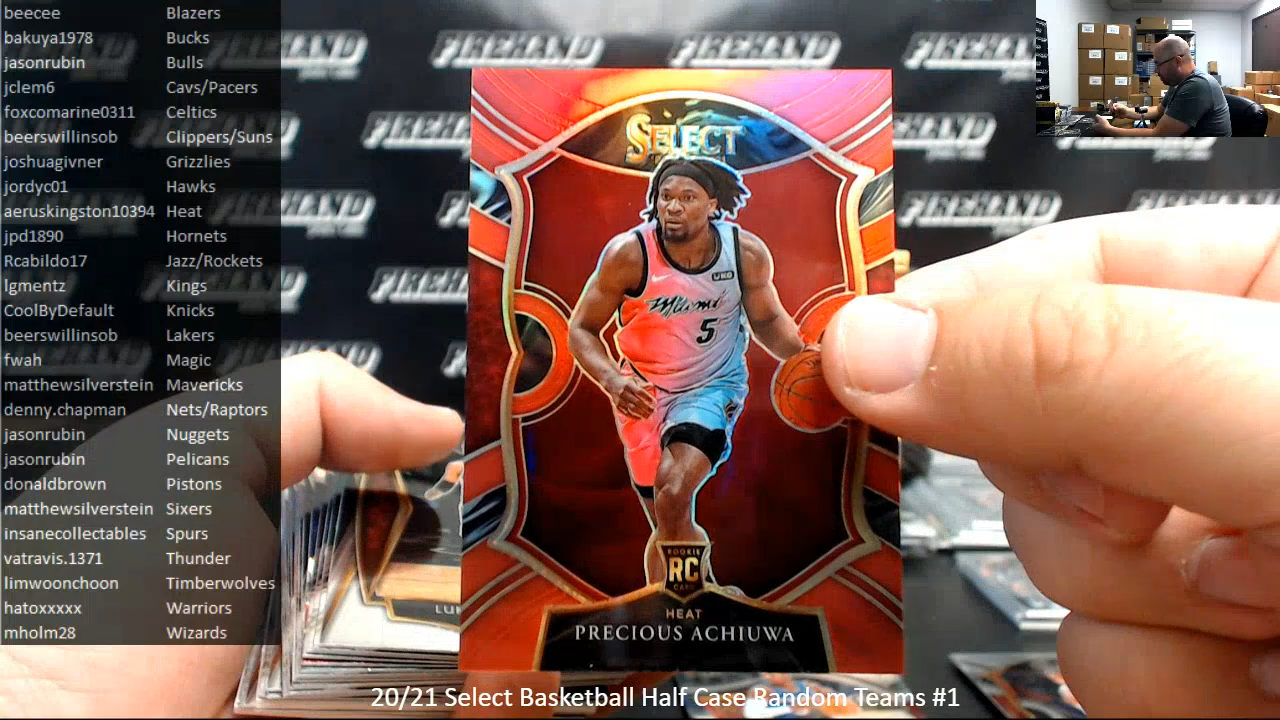 beecee Blazers
bakuya1978 Bucks
jasonrubin Bulls
jclem6 Cavs/Pacers
foxcomarine0311 Celtics
beerswillinsob Clippers/Suns
joshuagivner Grizzlies
jordyc01 Hawks
aeruskingston10394 Heat
jpd1890 Hornets
Rcabildo17 Jazz/Rockets
lgmentz Kings
CoolByDefault Knicks
beerswillinsob Lakers
fwah Magic
matthewsilverstein Mavericks
denny.chapman Nets/Raptors
jasonrubin Nuggets
jasonrubin Pelicans
donaldbrown Pistons
matthewsilverstein Sixers
insanecollectables Spurs
vatravis.1371 Thunder
limwoonchoon Timberwolves
hatoxxxxx Warriors
mholm28 Wizards
FIREHAND FIREHAND FIREHAND
SELECT
Miami
5
ROOKIE
RC
CARD
HEAT
PRECIOUS ACHIUWA
20/21 Select Basketball Half Case Random Teams #1